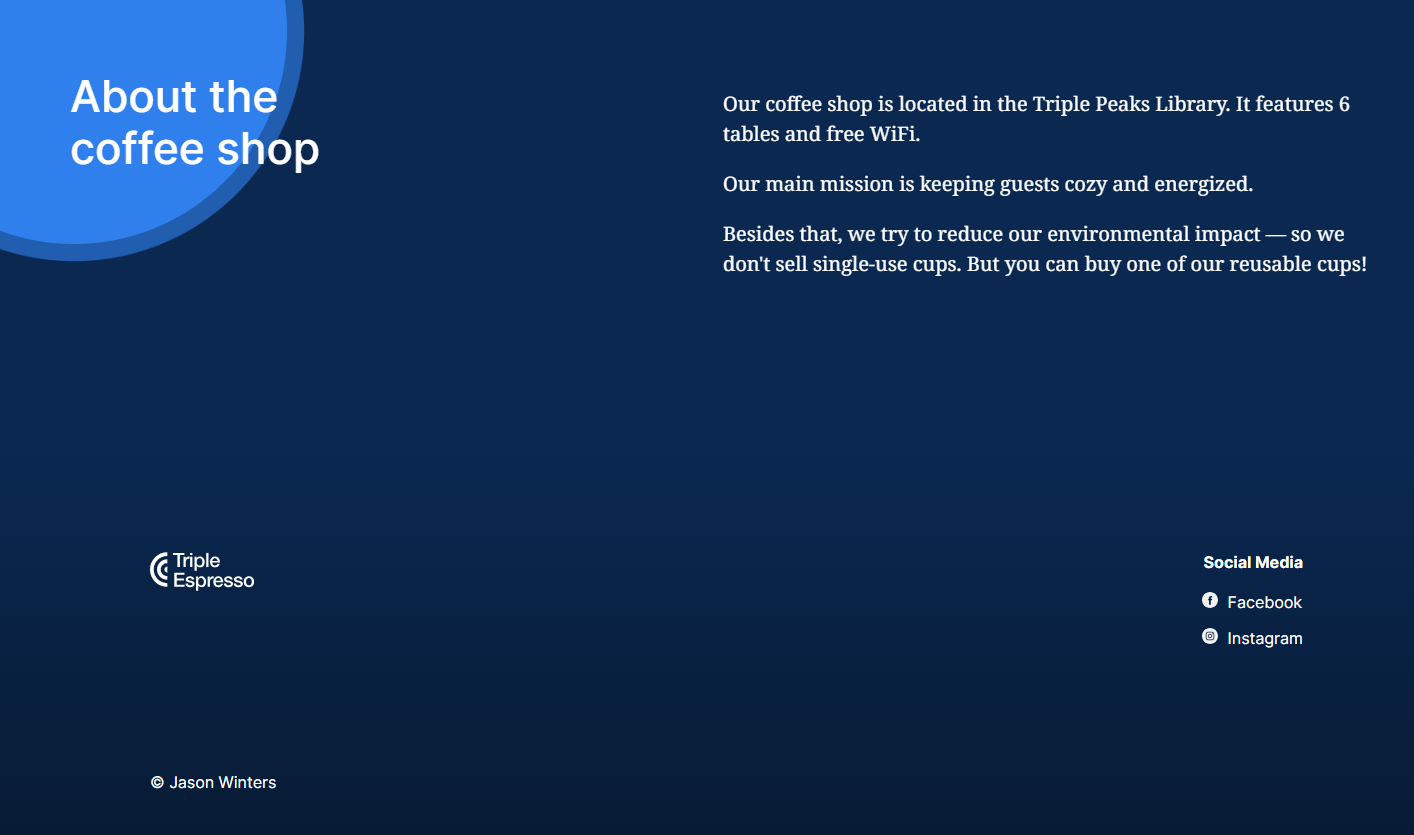 About the
coffee shop
Our coffee shop is located in the Triple Peaks Library. It features 6
tables and free WiFi.
Our main mission is keeping guests cozy and energized.
Besides that, we try to reduce our environmental impact — so we
don't sell single-use cups. But you can buy one of our reusable cups!
Triple
Espresso
Social Media
Facebook
Instagram
© Jason Winters